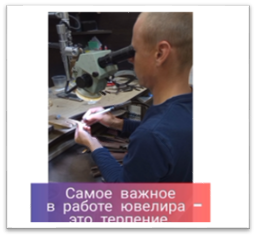 Самое важное
в работе ювелира –
это терпение